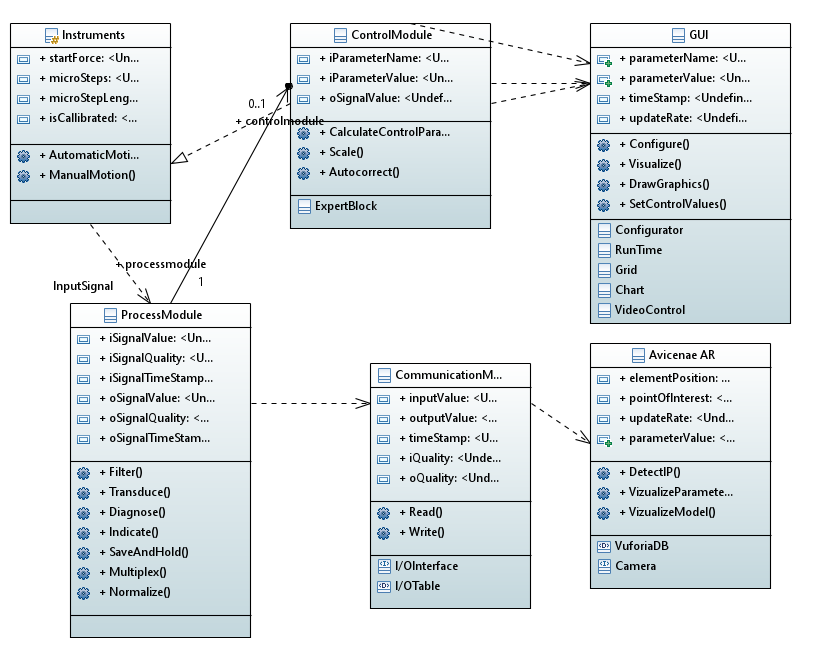 Instruments
+ startForce: <Un...
+ microSteps: <U...
+ microStepLeng...
+ isCallibrated: <...
+ AutomaticMoti...
+ ManualMotion()
ControlModule
+ iParameterName: <U...
+ iParameterValue: <Un...
+ oSignalValue: <Undef...
+ CalculateControlPara...
+ Scale()
+ Autocorrect()
ExpertBlock
GUI
+ parameterName: <U...
+ parameterValue: <Un...
+ timeStamp: <Undefin...
+ updateRate: <Undefi...
+ Configure()
+ Visualize()
+ DrawGraphics()
+ SetControlValues()
Configurator
RunTime
Grid
Chart
VideoControl
0..1
+ controlmodule
+ processmodule
1
InputSignal
ProcessModule
+ iSignalValue: <Un...
+ iSignalQuality: <U...
+ iSignalTimeStamp...
+ oSignalValue: <Un...
+ oSignalQuality: <...
+ oSignalTimeStam...
+ Filter()
+ Transduce()
+ Diagnose()
+ Indicate()
+ SaveAndHold()
+ Multiplex()
+ Normalize()
CommunicationM...
+ inputValue: <U...
+ outputValue: <...
+ timeStamp: <U...
+ iQuality: <Unde...
+ oQuality: <Und...
+ Read()
+ Write()
I/OInterface
I/OTable
Avicenae AR
+ elementPosition: ...
+ pointOfInterest: <...
+ updateRate: <Und...
+ parameterValue: <...
+ DetectIP()
+ VizualizeParamete...
+ VizualizeModel()
VuforiaDB
Camera